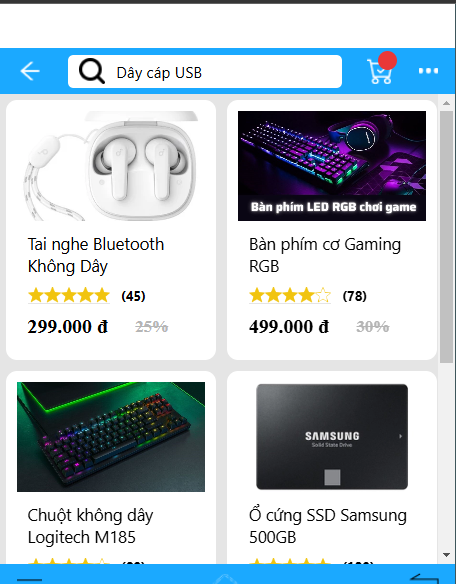 Dây cáp USB
Bàn phím LED RGB chơi game
Tai nghe Bluetooth
Không Dây
(45)
299.000 đ 25%
Bàn phím cơ Gaming
RGB
(78)
499.000 đ 30%
SAMSUNG
Solid State Drive
Chuột không dây
Logitech M185
Ổ cứng SSD Samsung
500GB